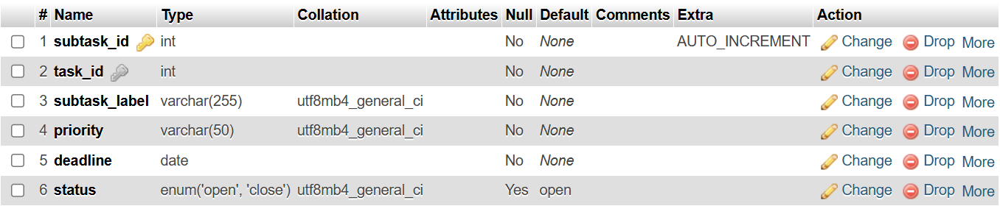 # Name Type Collation Attributes Null Default Comments Extra Action
1 subtask_id int No None AUTO_INCREMENT Change Drop More
2 task_id int No None Change Drop More
3 subtask_label varchar(255) utf8mb4_general_ci No None Change Drop More
4 priority varchar(50) utf8mb4_general_ci No None Change Drop More
5 deadline date No None Change Drop More
6 status enum('open', 'close') utf8mb4_general_ci Yes open Change Drop More